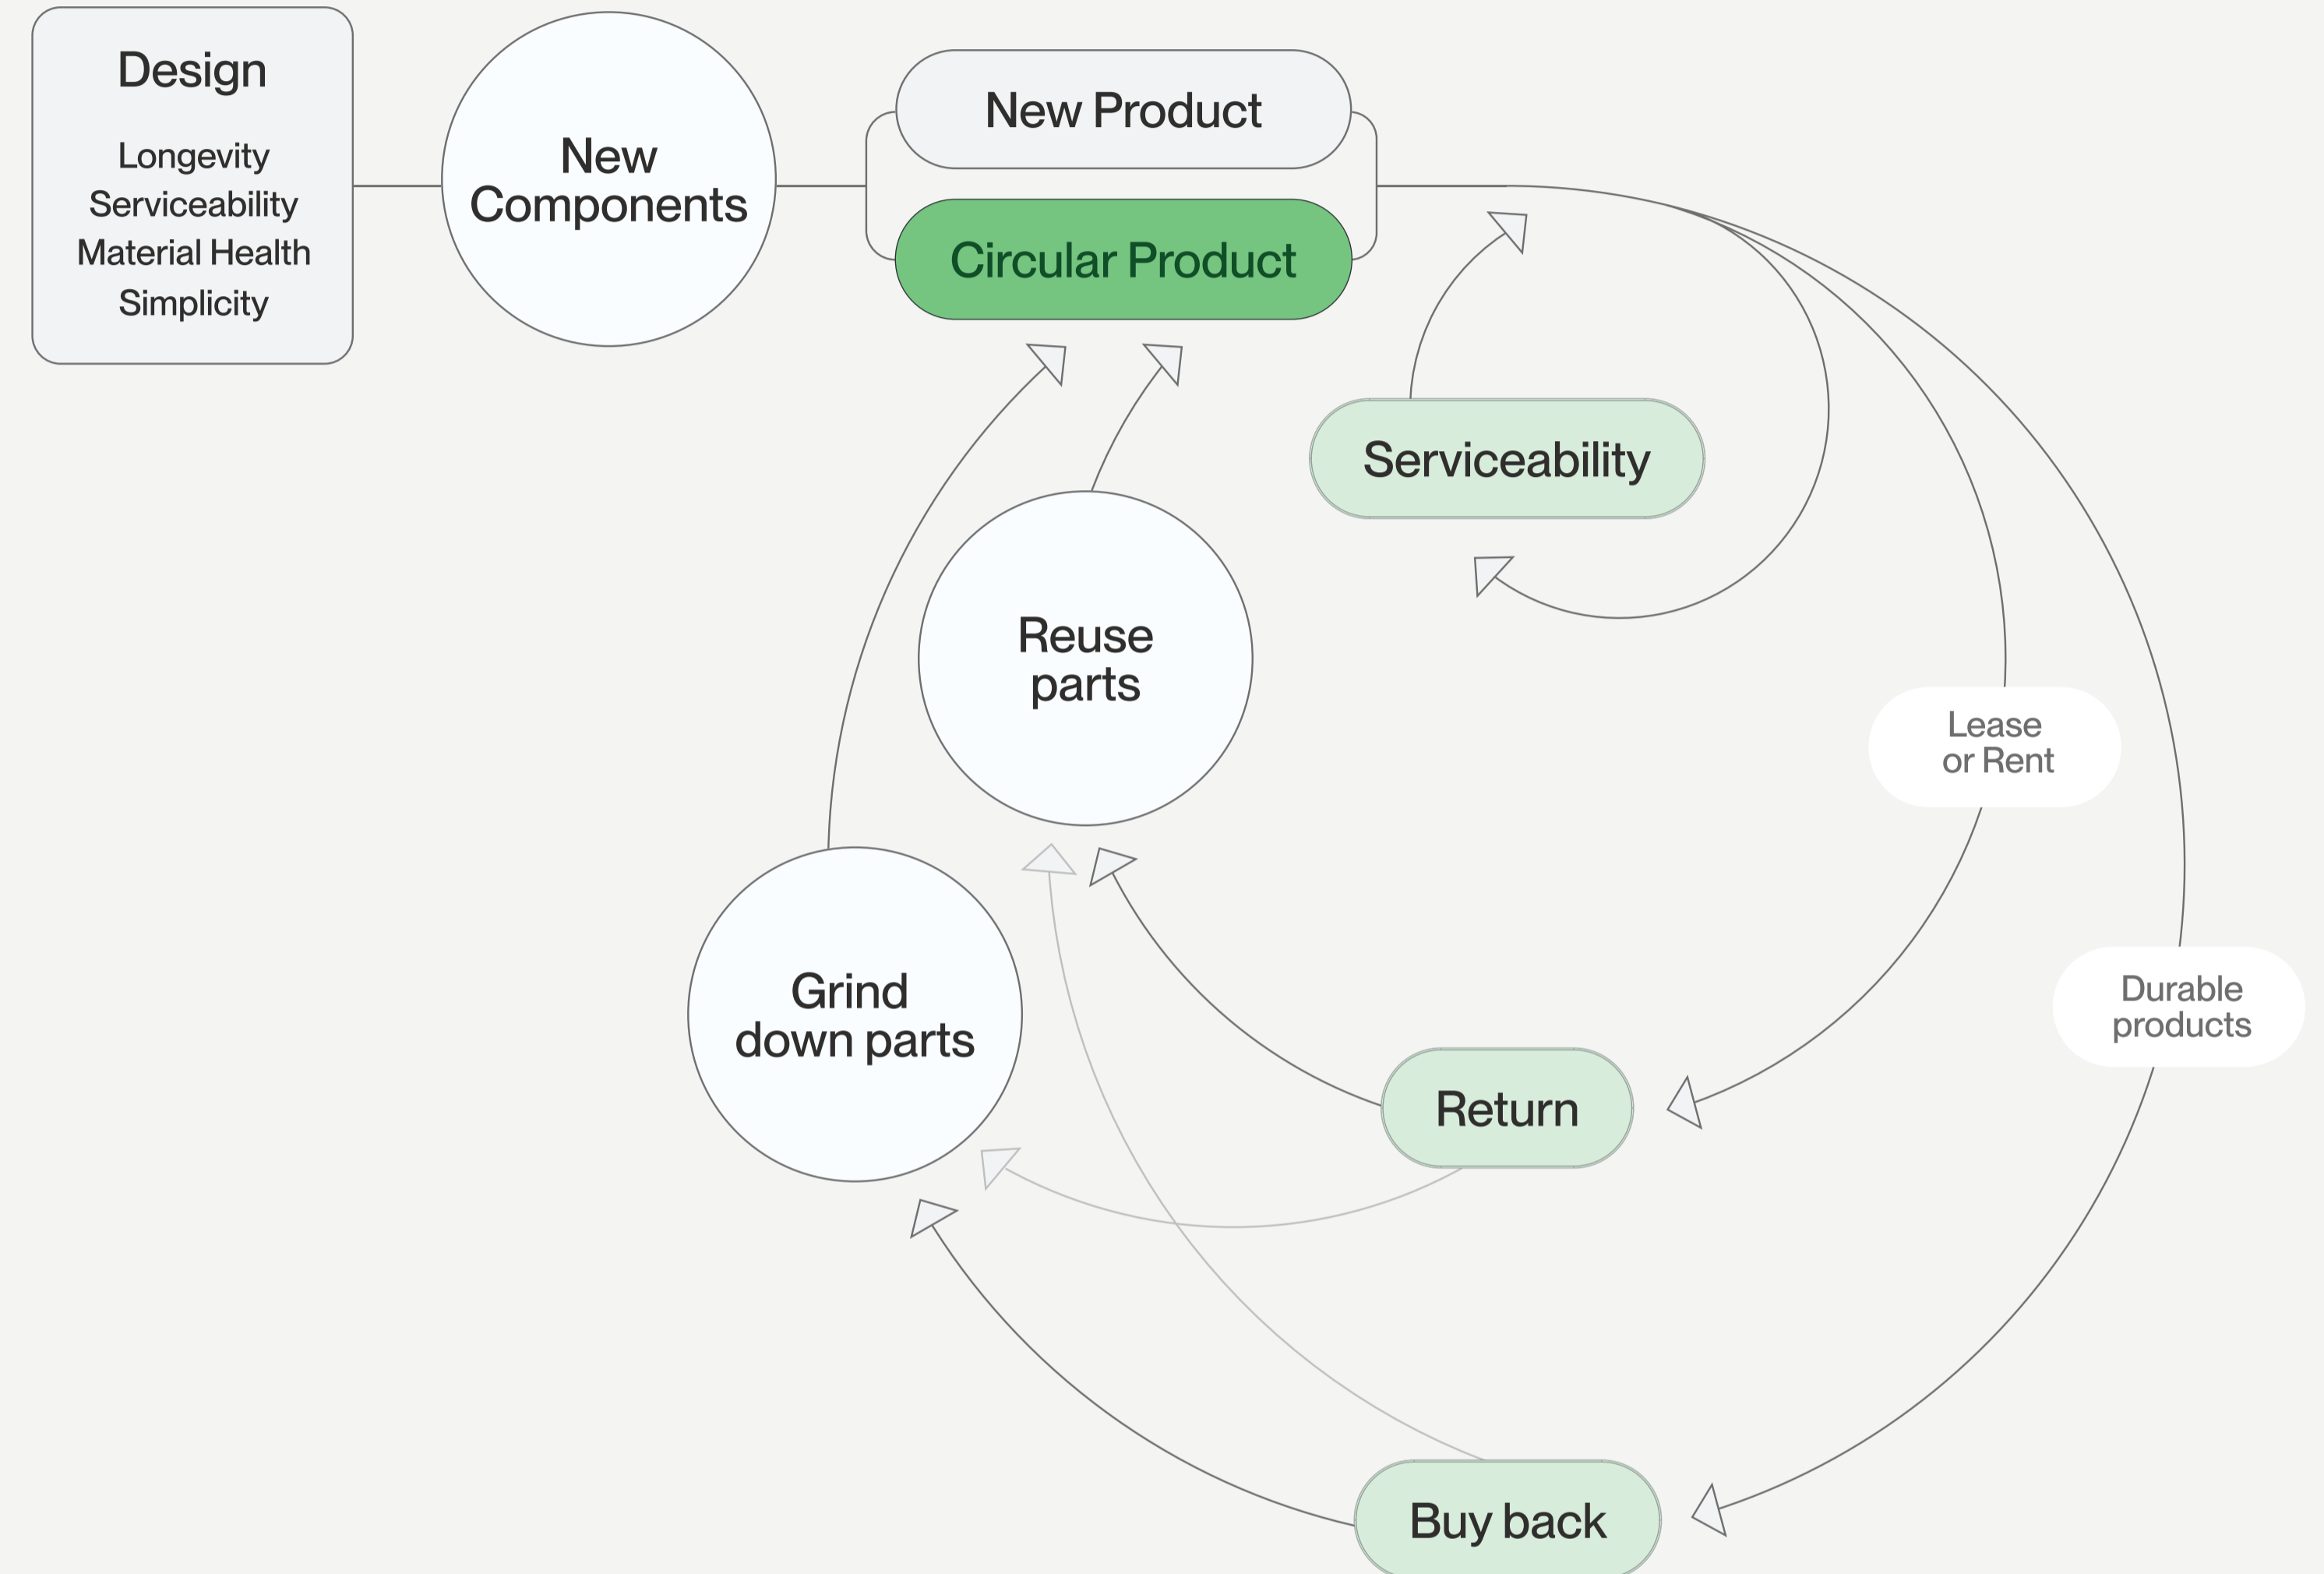 Design
Longevity
Serviceability
Material Health
Simplicity
New
Components
New Product
Circular Product
Serviceability
Reuse
parts
Lease
or Rent
Grind
down parts
Durable
products
Return
Buy back